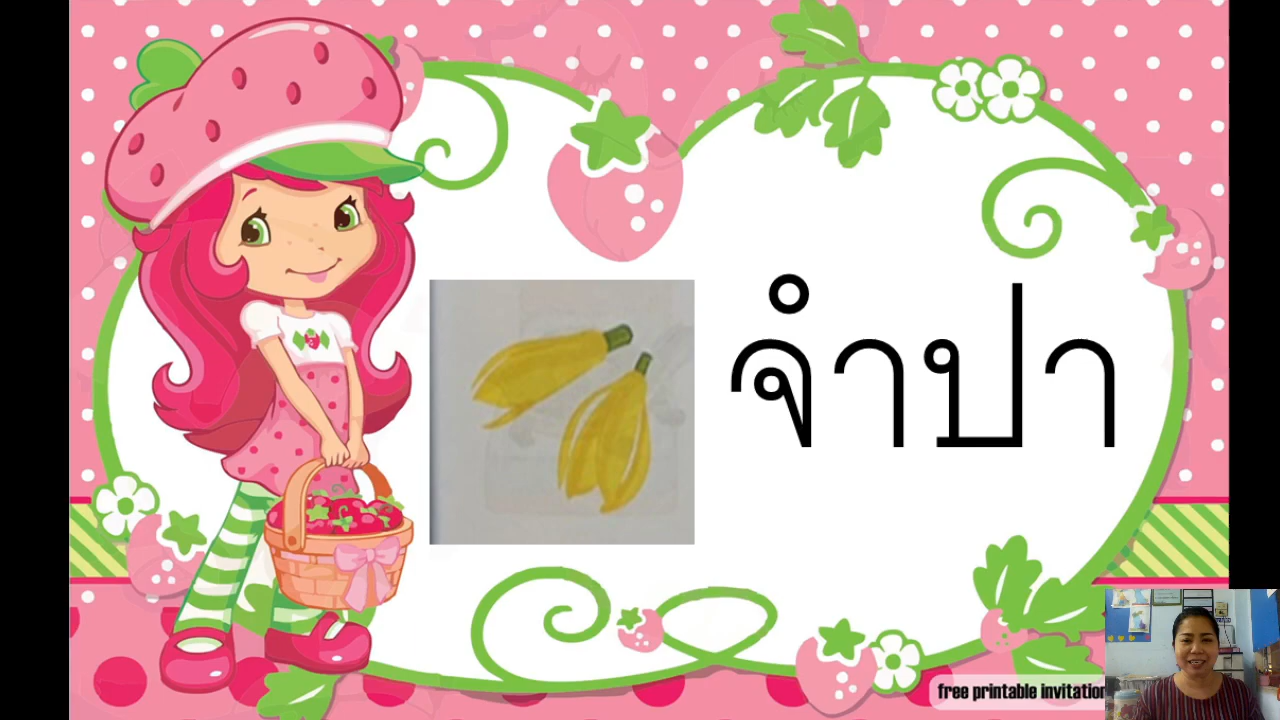 จำปา
free printable invitation